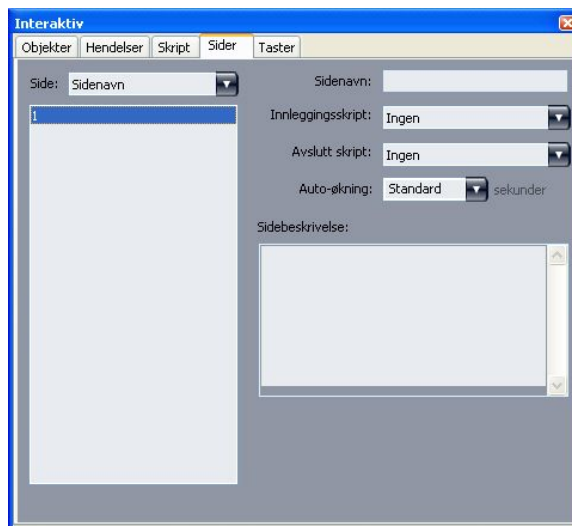 Interaktiv
Objekter Hendelser Skript Sider Taster
Side: Sidenavn
1
Sidenavn:
Innleggingsskript: Ingen
Avslutt skript: Ingen
Auto-økning: Standard sekunder
Sidebeskrivelse: